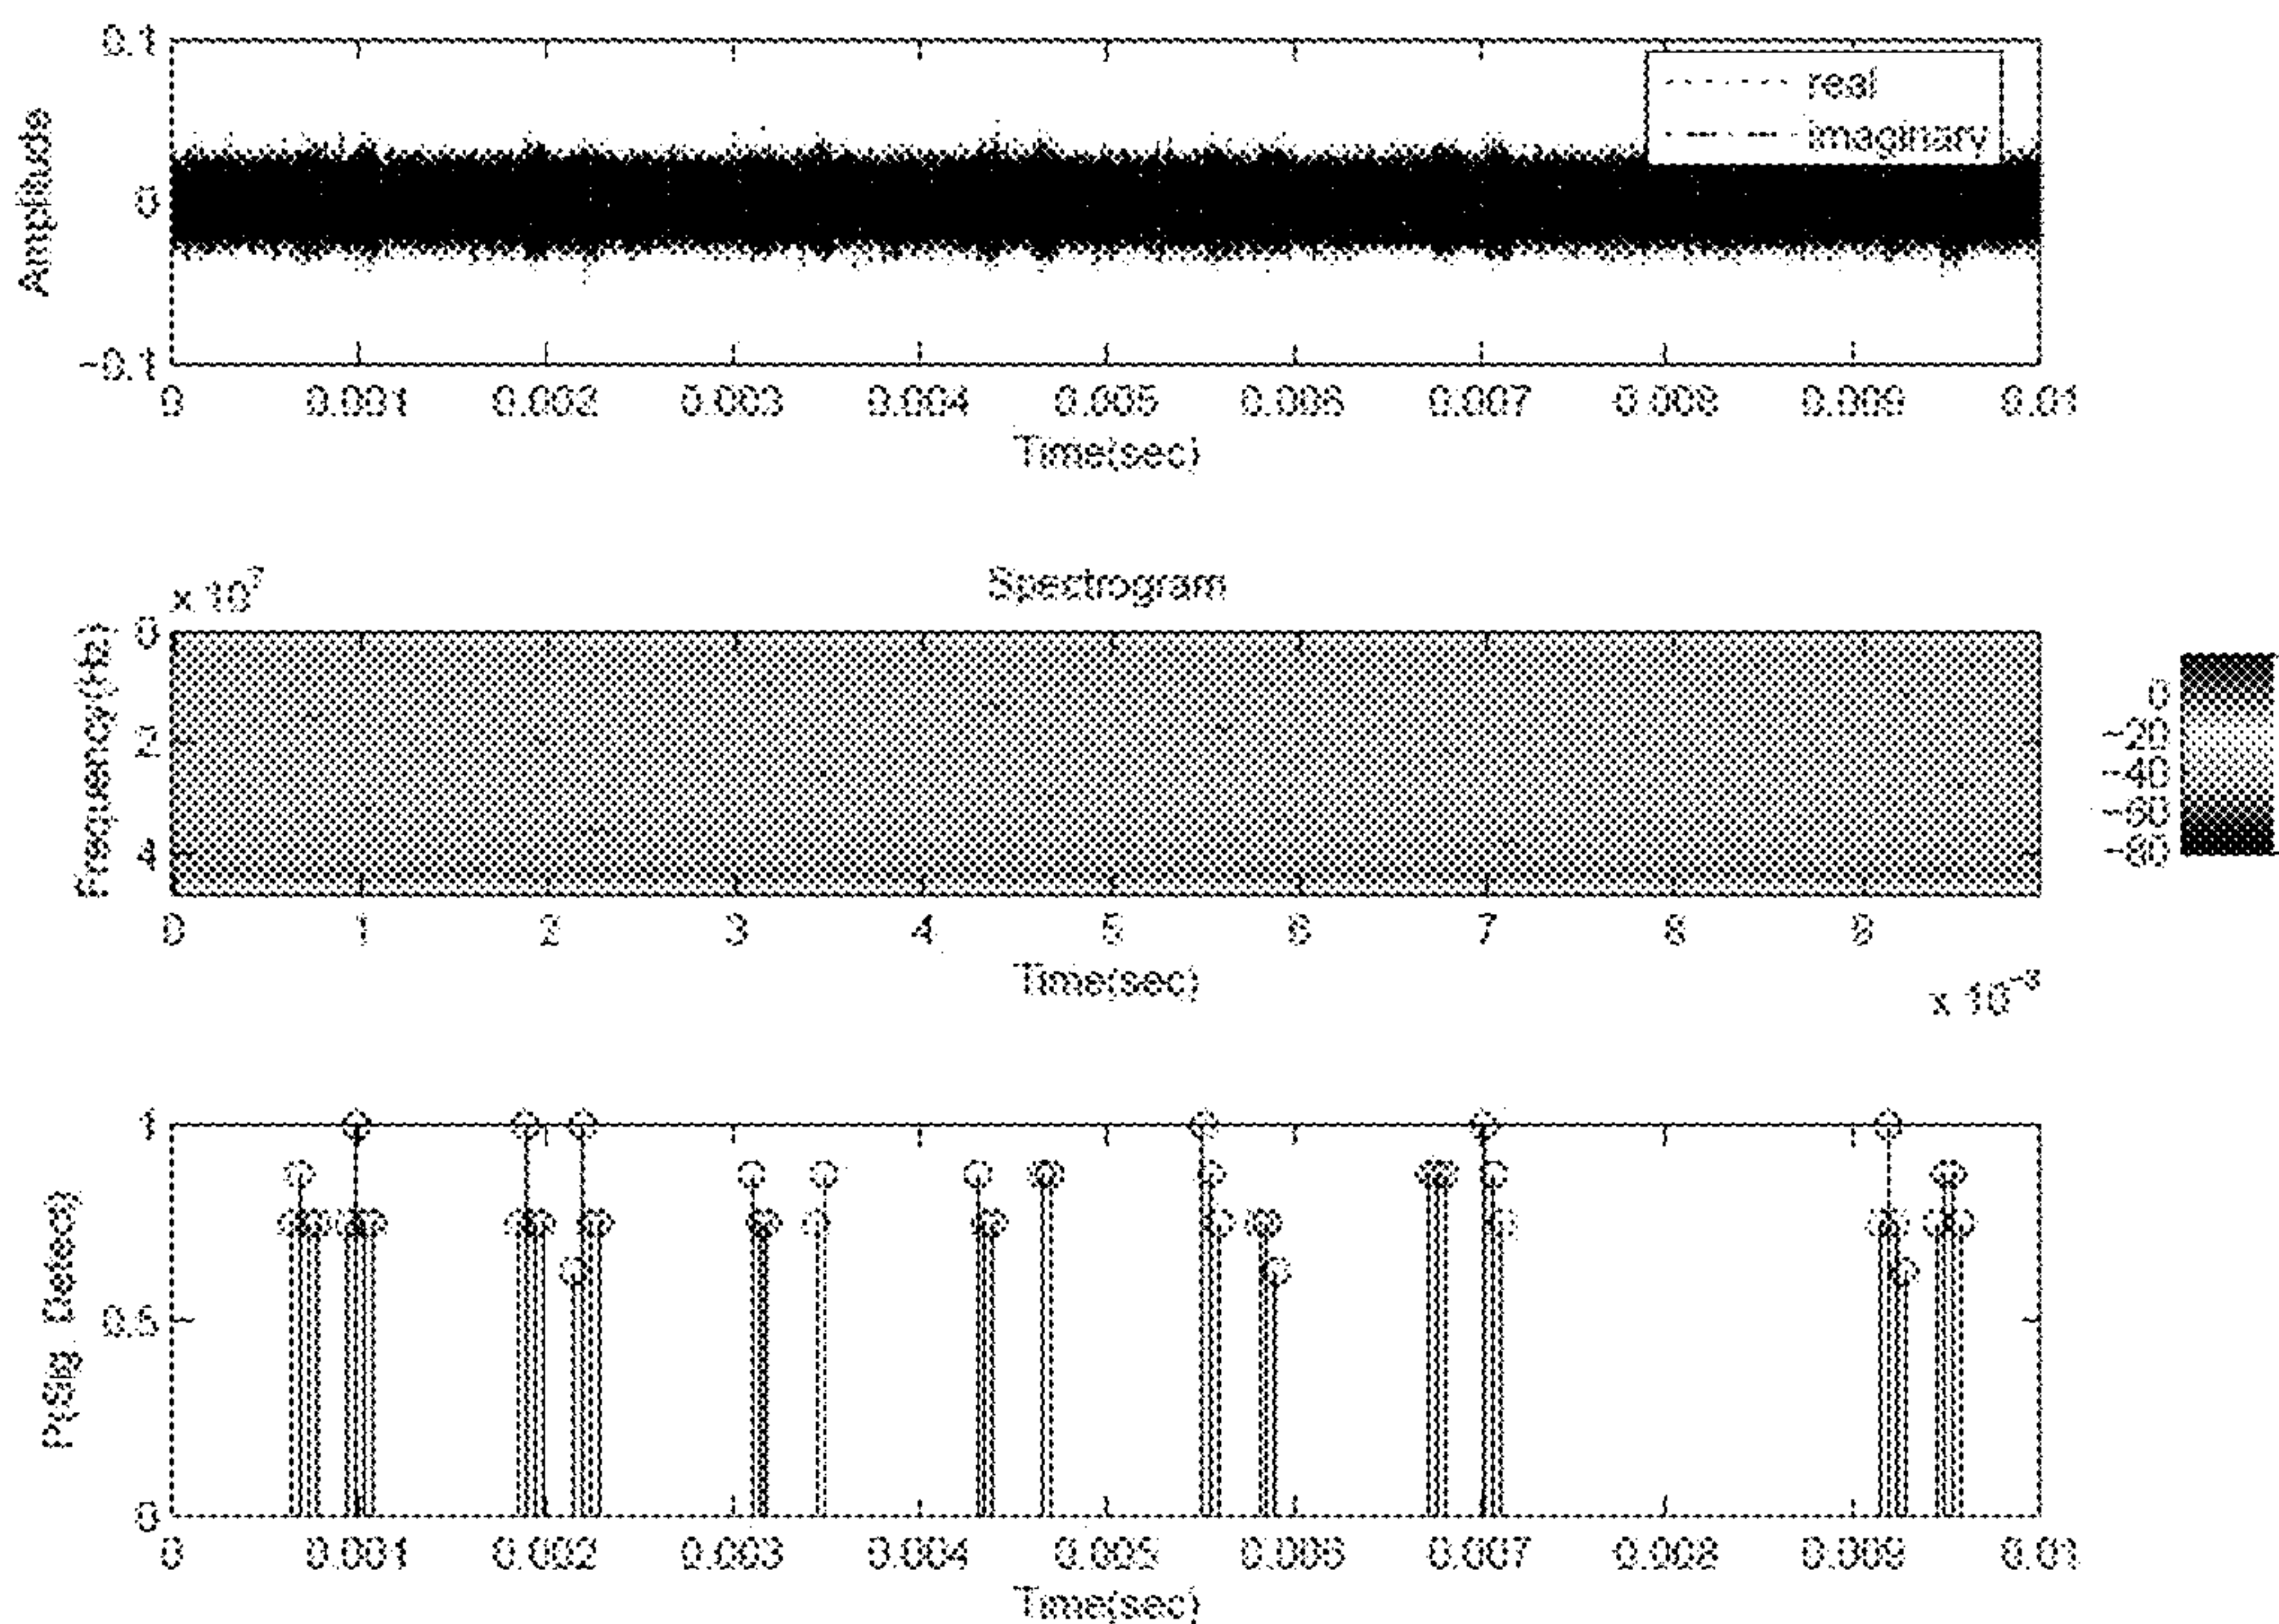 0.1
0
-0.1
Amplitude
real
imaginary
0 0.001 0.002 0.003 0.004 0.005 0.006 0.007 0.008 0.009 0.01
Time(sec)
x 10^7
Spectrogram
0
2
4
Frequency(Hz)
0 1 2 3 4 5 6 7 8 9
Time(sec)
x 10^-3
0
-20
-40
-60
-80
1
0.5
0
P(Sig. Detect)
0 0.001 0.002 0.003 0.004 0.005 0.006 0.007 0.008 0.009 0.01
Time(sec)